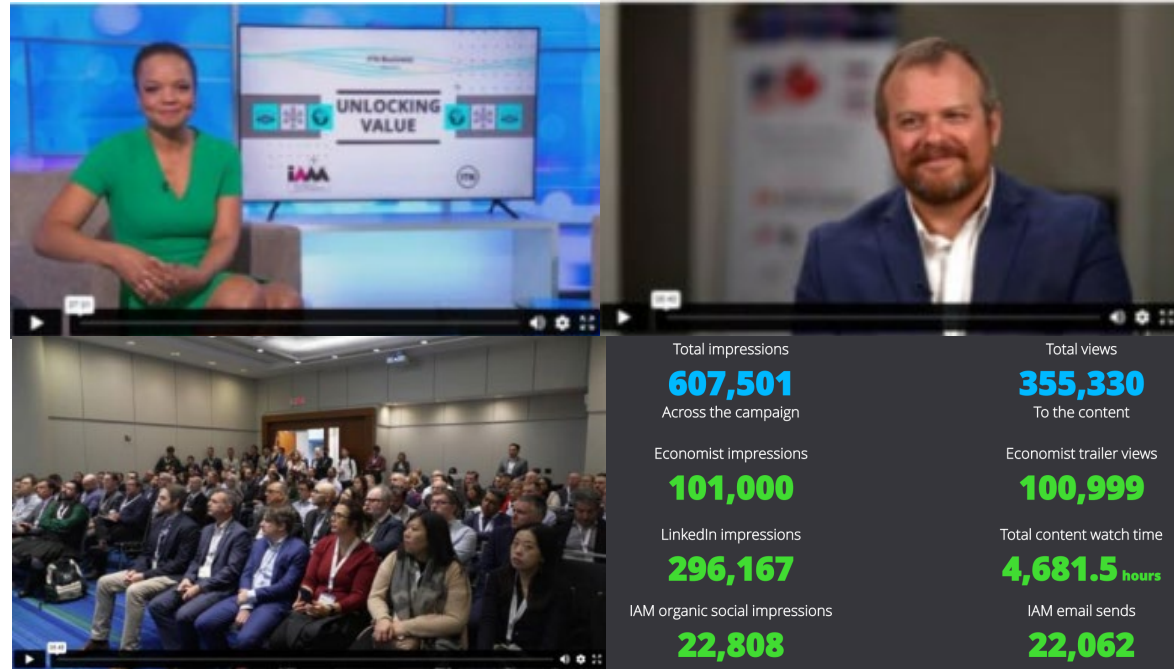 ITN Business
UNLOCKING
VALUE
iAM
ITN
Total impressions
607,501
Across the campaign
Total views
355,330
To the content
Economist impressions
101,000
Economist trailer views
100,999
LinkedIn impressions
296,167
Total content watch time
4,681.5 hours
IAM organic social impressions
22,808
IAM email sends
22,062